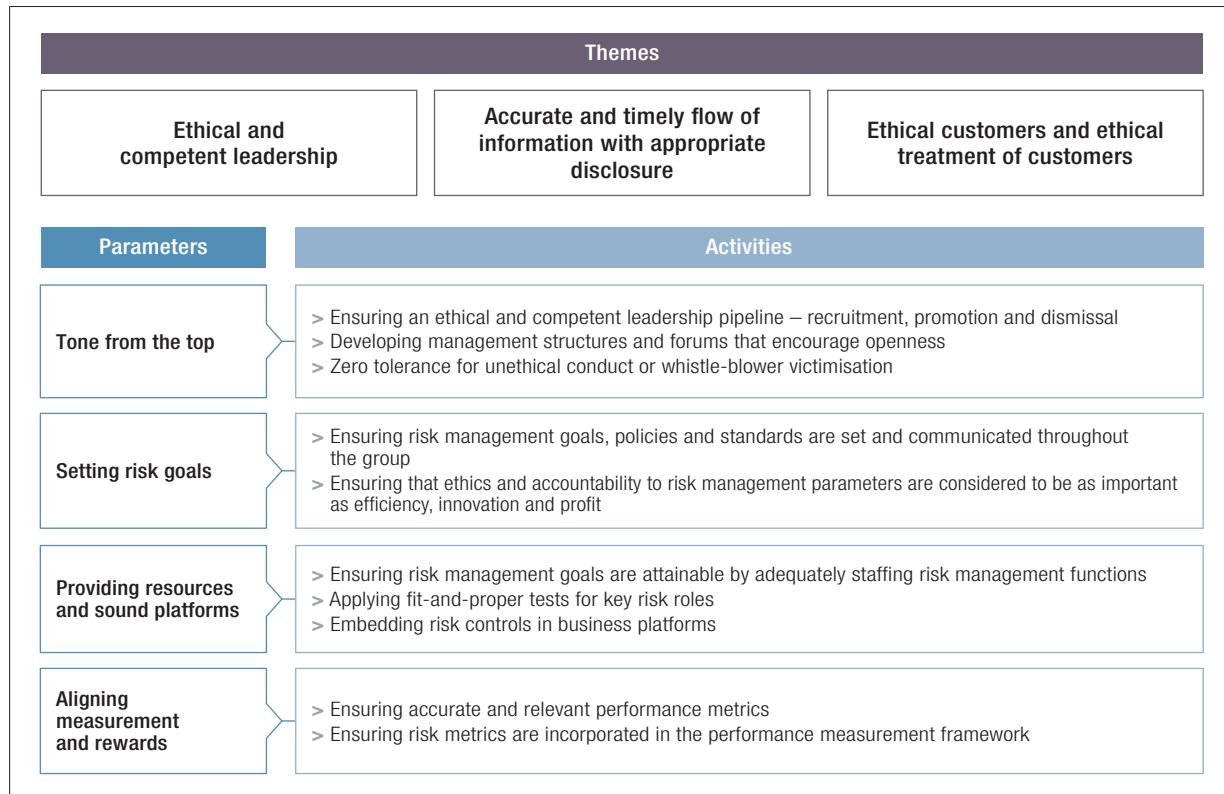 Themes
Ethical and
competent leadership
Accurate and timely flow of
information with appropriate
disclosure
Ethical customers and ethical
treatment of customers
Parameters
Activities
Tone from the top
> Ensuring an ethical and competent leadership pipeline – recruitment, promotion and dismissal
> Developing management structures and forums that encourage openness
> Zero tolerance for unethical conduct or whistle-blower victimisation
Setting risk goals
> Ensuring risk management goals, policies and standards are set and communicated throughout
the group
> Ensuring that ethics and accountability to risk management parameters are considered to be as important
as efficiency, innovation and profit
Providing resources
and sound platforms
> Ensuring risk management goals are attainable by adequately staffing risk management functions
> Applying fit-and-proper tests for key risk roles
> Embedding risk controls in business platforms
Aligning
measurement
and rewards
> Ensuring accurate and relevant performance metrics
> Ensuring risk metrics are incorporated in the performance measurement framework